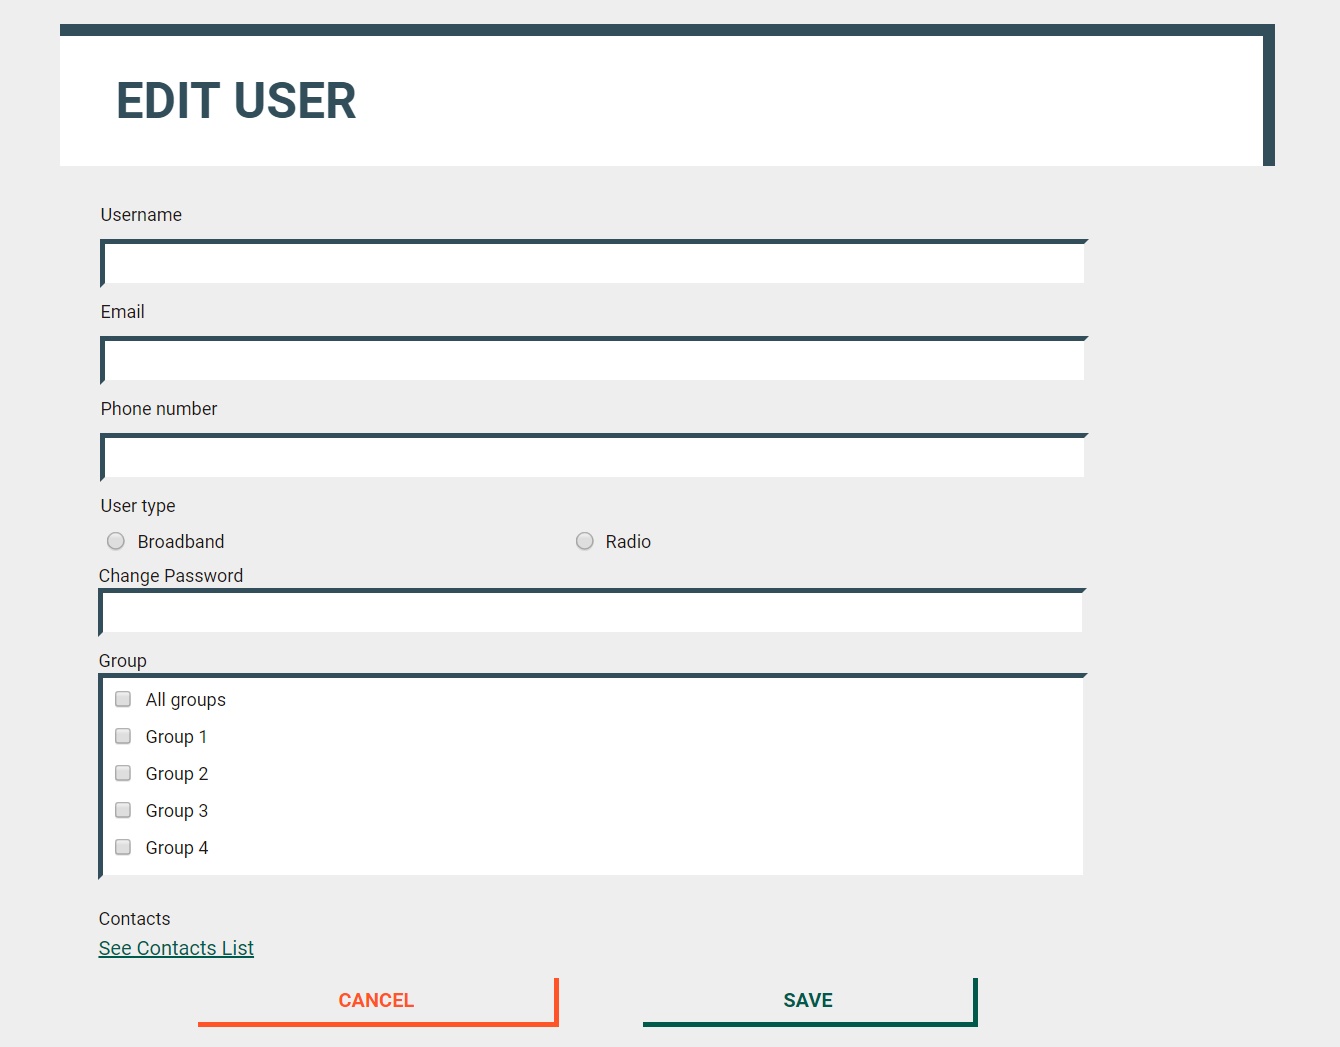 EDIT USER
Username
Email
Phone number
User type
Broadband
Radio
Change Password
Group
All groups
Group 1
Group 2
Group 3
Group 4
Contacts
See Contacts List
CANCEL
SAVE